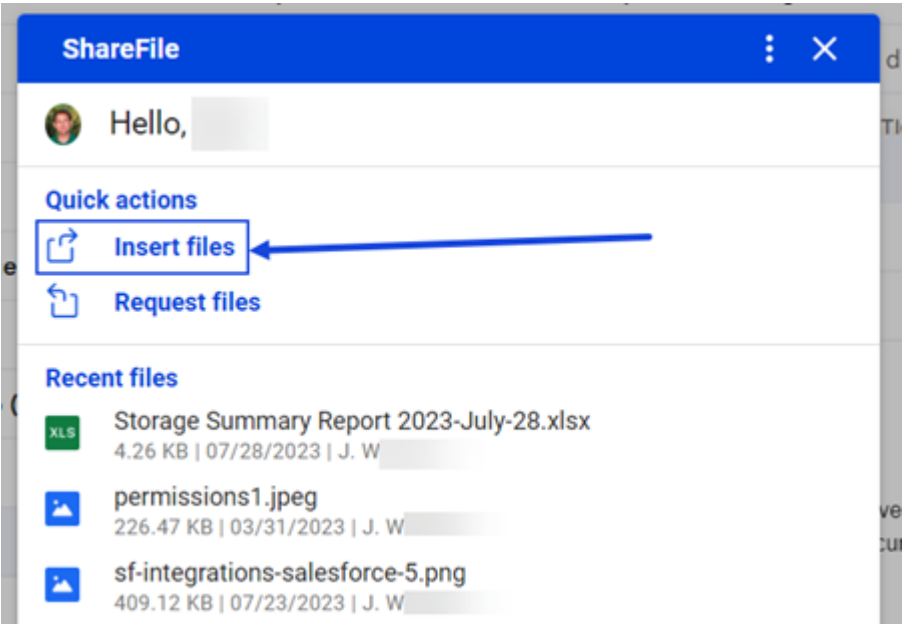 ShareFile
Hello,
Quick actions
Insert files
Request files
Recent files
XLS
Storage Summary Report 2023-July-28.xlsx
4.26 KB | 07/28/2023 | J. W
permissions1.jpeg
226.47 KB | 03/31/2023 | J. W
sf-integrations-salesforce-5.png
409.12 KB | 07/23/2023 | J. W